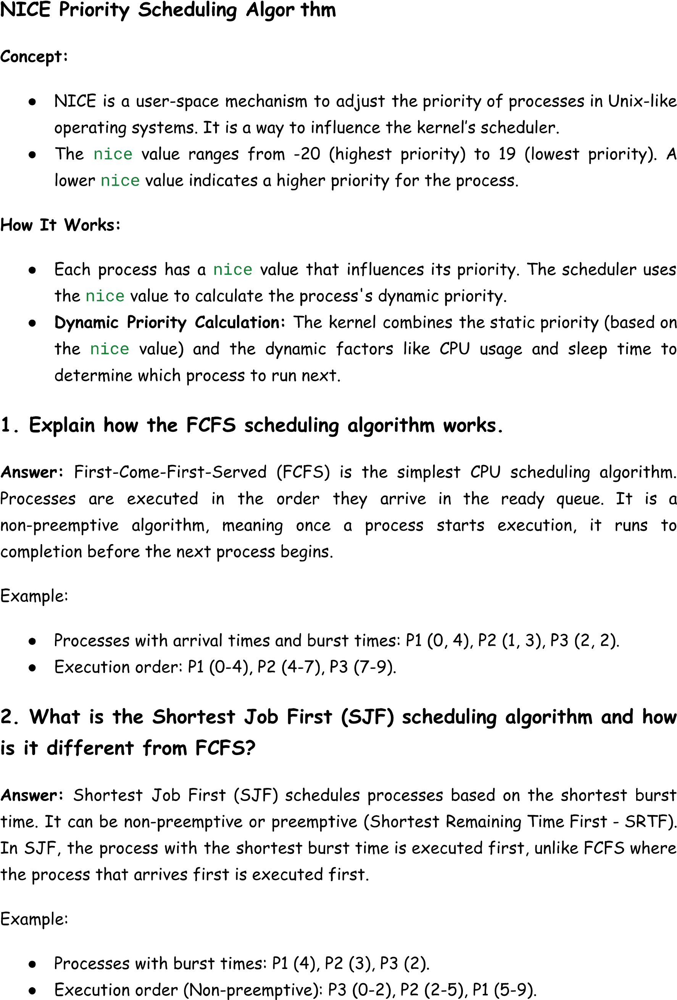 NICE Priority Scheduling Algor thm
Concept:
● NICE is a user-space mechanism to adjust the priority of processes in Unix-like
operating systems. It is a way to influence the kernel’s scheduler.
● The nice value ranges from -20 (highest priority) to 19 (lowest priority). A
lower nice value indicates a higher priority for the process.
How It Works:
● Each process has a nice value that influences its priority. The scheduler uses
the nice value to calculate the process's dynamic priority.
● Dynamic Priority Calculation: The kernel combines the static priority (based on
the nice value) and the dynamic factors like CPU usage and sleep time to
determine which process to run next.
1. Explain how the FCFS scheduling algorithm works.
Answer: First-Come-First-Served (FCFS) is the simplest CPU scheduling algorithm.
Processes are executed in the order they arrive in the ready queue. It is a
non-preemptive algorithm, meaning once a process starts execution, it runs to
completion before the next process begins.
Example:
● Processes with arrival times and burst times: P1 (0, 4), P2 (1, 3), P3 (2, 2).
● Execution order: P1 (0-4), P2 (4-7), P3 (7-9).
2. What is the Shortest Job First (SJF) scheduling algorithm and how
is it different from FCFS?
Answer: Shortest Job First (SJF) schedules processes based on the shortest burst
time. It can be non-preemptive or preemptive (Shortest Remaining Time First - SRTF).
In SJF, the process with the shortest burst time is executed first, unlike FCFS where
the process that arrives first is executed first.
Example:
● Processes with burst times: P1 (4), P2 (3), P3 (2).
● Execution order (Non-preemptive): P3 (0-2), P2 (2-5), P1 (5-9).